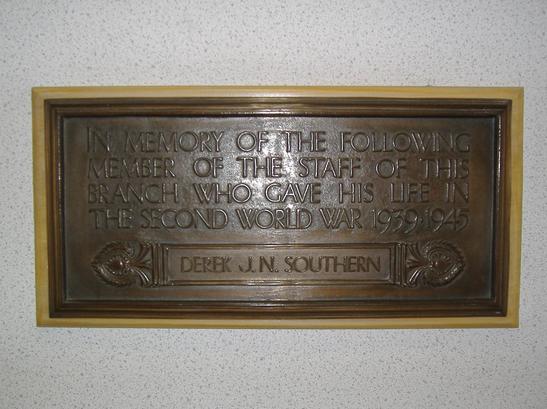 IN MEMORY OF THE FOLLOWING
MEMBER OF THE STAFF OF THIS
BRANCH WHO GAVE HIS LIFE IN
THE SECOND WORLD WAR 1939-1945
DEREK J. N. SOUTHERN